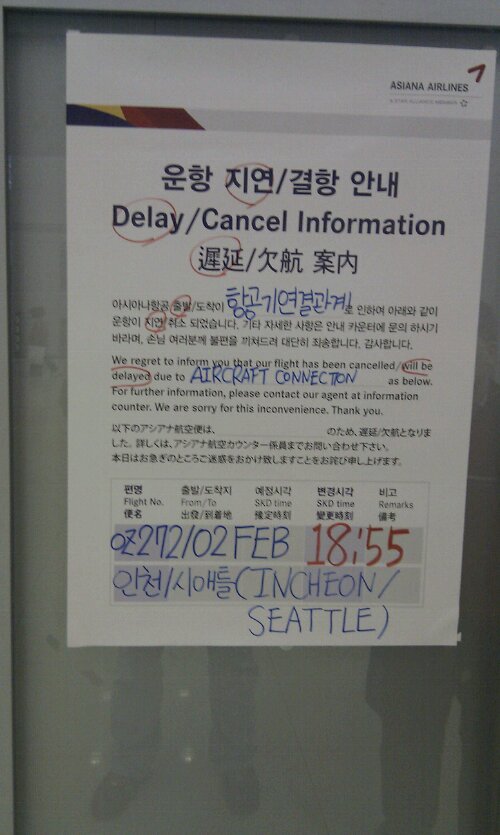 ASIANA AIRLINES
A STAR ALLIANCE MEMBER
운항 지연/결항 안내
Delay/Cancel Information
遅延/欠航 案内
아시아나항공 출발/도착이 항공기연결관계로 인하여 아래와 같이
운항이 지연/취소 되었습니다. 기타 자세한 사항은 안내 카운터에 문의 하시기
바라며, 손님 여러분께 불편을 끼쳐드려 대단히 죄송합니다. 감사합니다.
We regret to inform you that our flight has been cancelled/will be
delayed due to AIRCRAFT CONNECTION as below.
For further information, please contact our agent at information
counter. We are sorry for this inconvenience. Thank you.
以下のアシアナ航空便は、 のため、遅延/欠航となりま
した。詳しくは、アシアナ航空カウンター係員までお問い合わせ下さい。
本日はお急ぎのところご迷惑をおかけ致しますことをお詫び申し上げます。
편명 출발/도착지 예정시각 변경시각 비고
Flight No. From/To SKD time SKD time Remarks
便名 出發/到着地 豫定時刻 變更時刻 備考
OZ272/02 FEB 18:55
인천/시애틀(INCHEON/
SEATTLE)